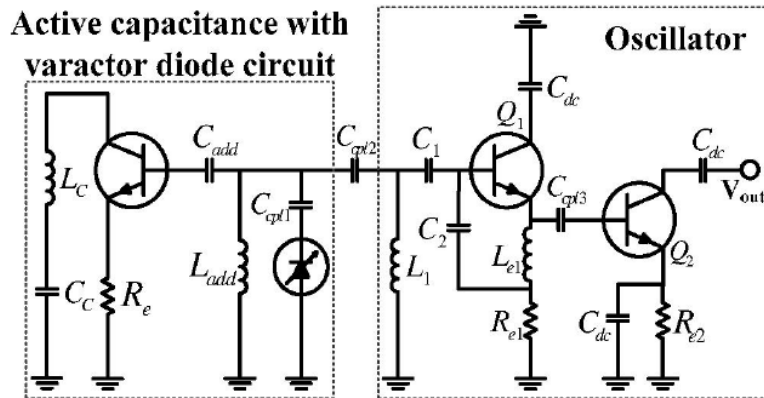 Active capacitance with
varactor diode circuit
Oscillator
C_dc
Q_1
C_add
C_cpl2
C_1
C_dc
V_out
L_C
C_cpl1
C_cpl3
C_2
L_e1
Q_2
L_add
L_1
C_C
R_e
R_e1
C_dc
R_e2